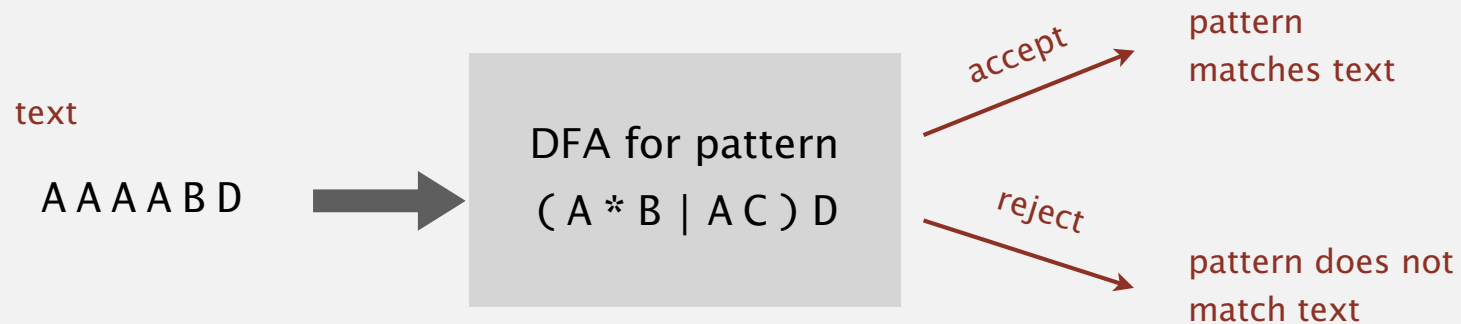 text
A A A A B D
DFA for pattern
( A * B | A C ) D
accept
pattern
matches text
reject
pattern does not
match text